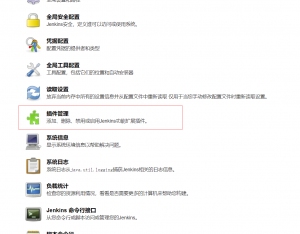 全局安全配置
Jenkins安全，定义谁可以访问或使用系统。
凭据配置
配置凭据的提供者和类型
全局工具配置
工具配置，包括它们的位置和自动安装器
读取设置
放弃当前内存中所有的设置信息并从配置文件中重新读取 仅用于当您手动修改配置文件时重新读取设置。
插件管理
添加、删除、禁用或启用Jenkins功能扩展插件。
系统信息
显示系统环境信息以帮助解决问题。
系统日志
系统日志从java.util.logging捕获Jenkins相关的日志信息。
负载统计
检查您的资源利用情况，看看是否需要更多的计算机来帮助您构建。
Jenkins 命令行接口
从您命令行或脚本访问或管理您的Jenkins。